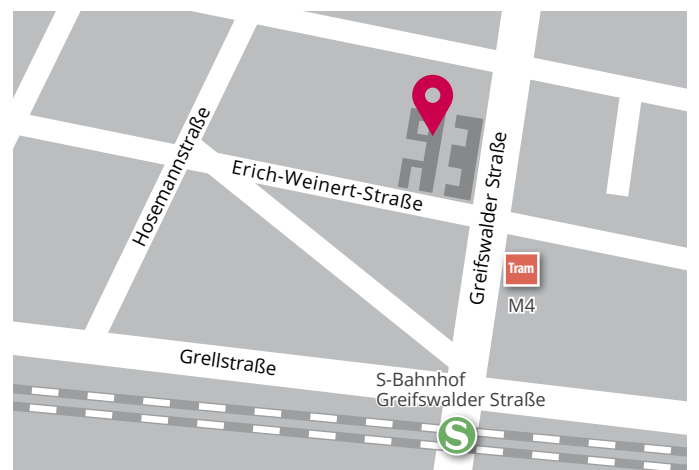 Hosemannstraße
Erich-Weinert-Straße
Greifswalder Straße
Tram
M4
Grellstraße
S-Bahnhof
Greifswalder Straße
S